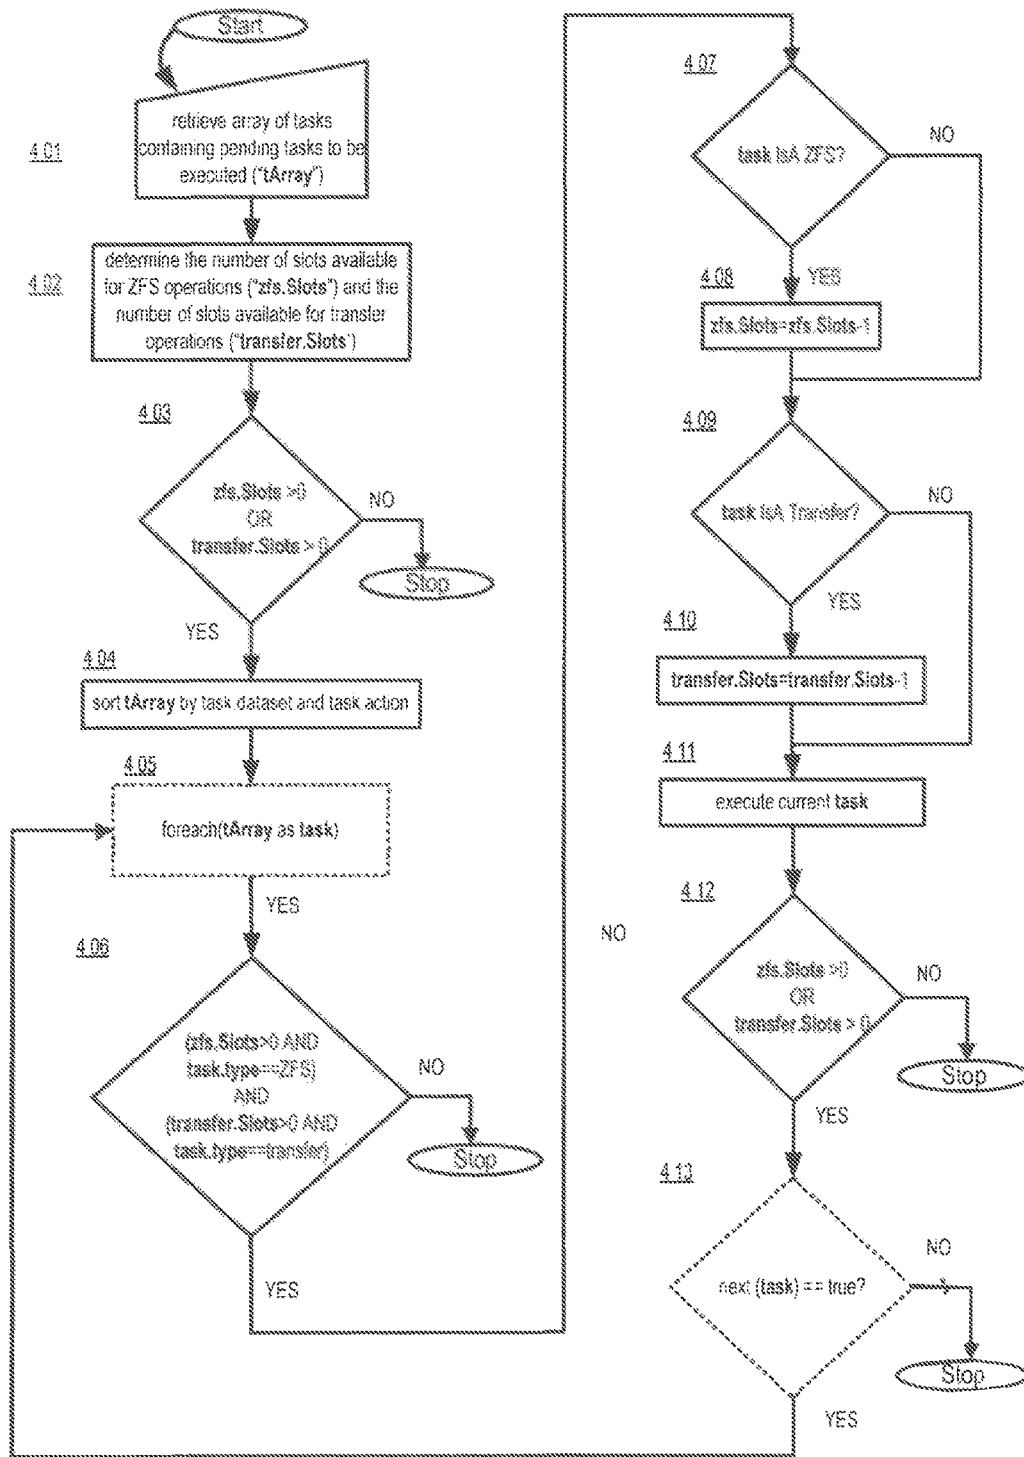 Start
4.01
retrieve array of tasks
containing pending tasks to be
executed ("tArray")
4.02
determine the number of slots available
for ZFS operations ("zfs.Slots") and the
number of slots available for transfer
operations ("transfer.Slots")
4.03
zfs.Slots >0
OR
transfer.Slots > 0
NO
Stop
YES
4.04
sort tArray by task dataset and task action
4.05
foreach(tArray as task)
YES
4.06
(zfs.Slots>0 AND
task.type==ZFS)
AND
(transfer.Slots>0 AND
task.type==transfer)
NO
Stop
YES
4.07
task IsA ZFS?
NO
YES
4.08
zfs.Slots=zfs.Slots-1
4.09
task IsA Transfer?
NO
YES
4.10
transfer.Slots=transfer.Slots-1
4.11
execute current task
4.12
NO
zfs.Slots >0
OR
transfer.Slots > 0
NO
Stop
YES
4.13
next (task) == true?
NO
Stop
YES